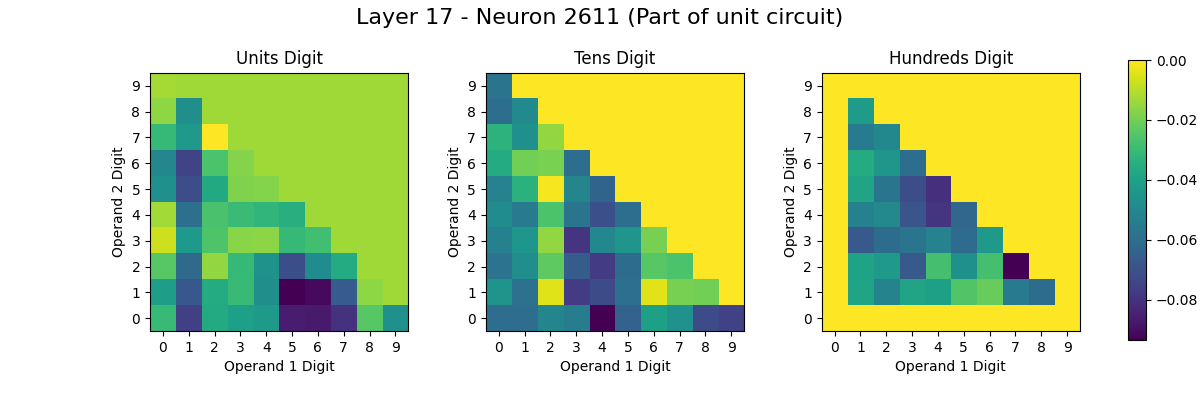 Layer 17 - Neuron 2611 (Part of unit circuit)
Units Digit
Tens Digit
Hundreds Digit
Operand 2 Digit
9
8
7
6
5
4
3
2
1
0
0 1 2 3 4 5 6 7 8 9
Operand 1 Digit
Operand 2 Digit
9
8
7
6
5
4
3
2
1
0
0 1 2 3 4 5 6 7 8 9
Operand 1 Digit
Operand 2 Digit
9
8
7
6
5
4
3
2
1
0
0 1 2 3 4 5 6 7 8 9
Operand 1 Digit
0.00
−0.02
−0.04
−0.06
−0.08